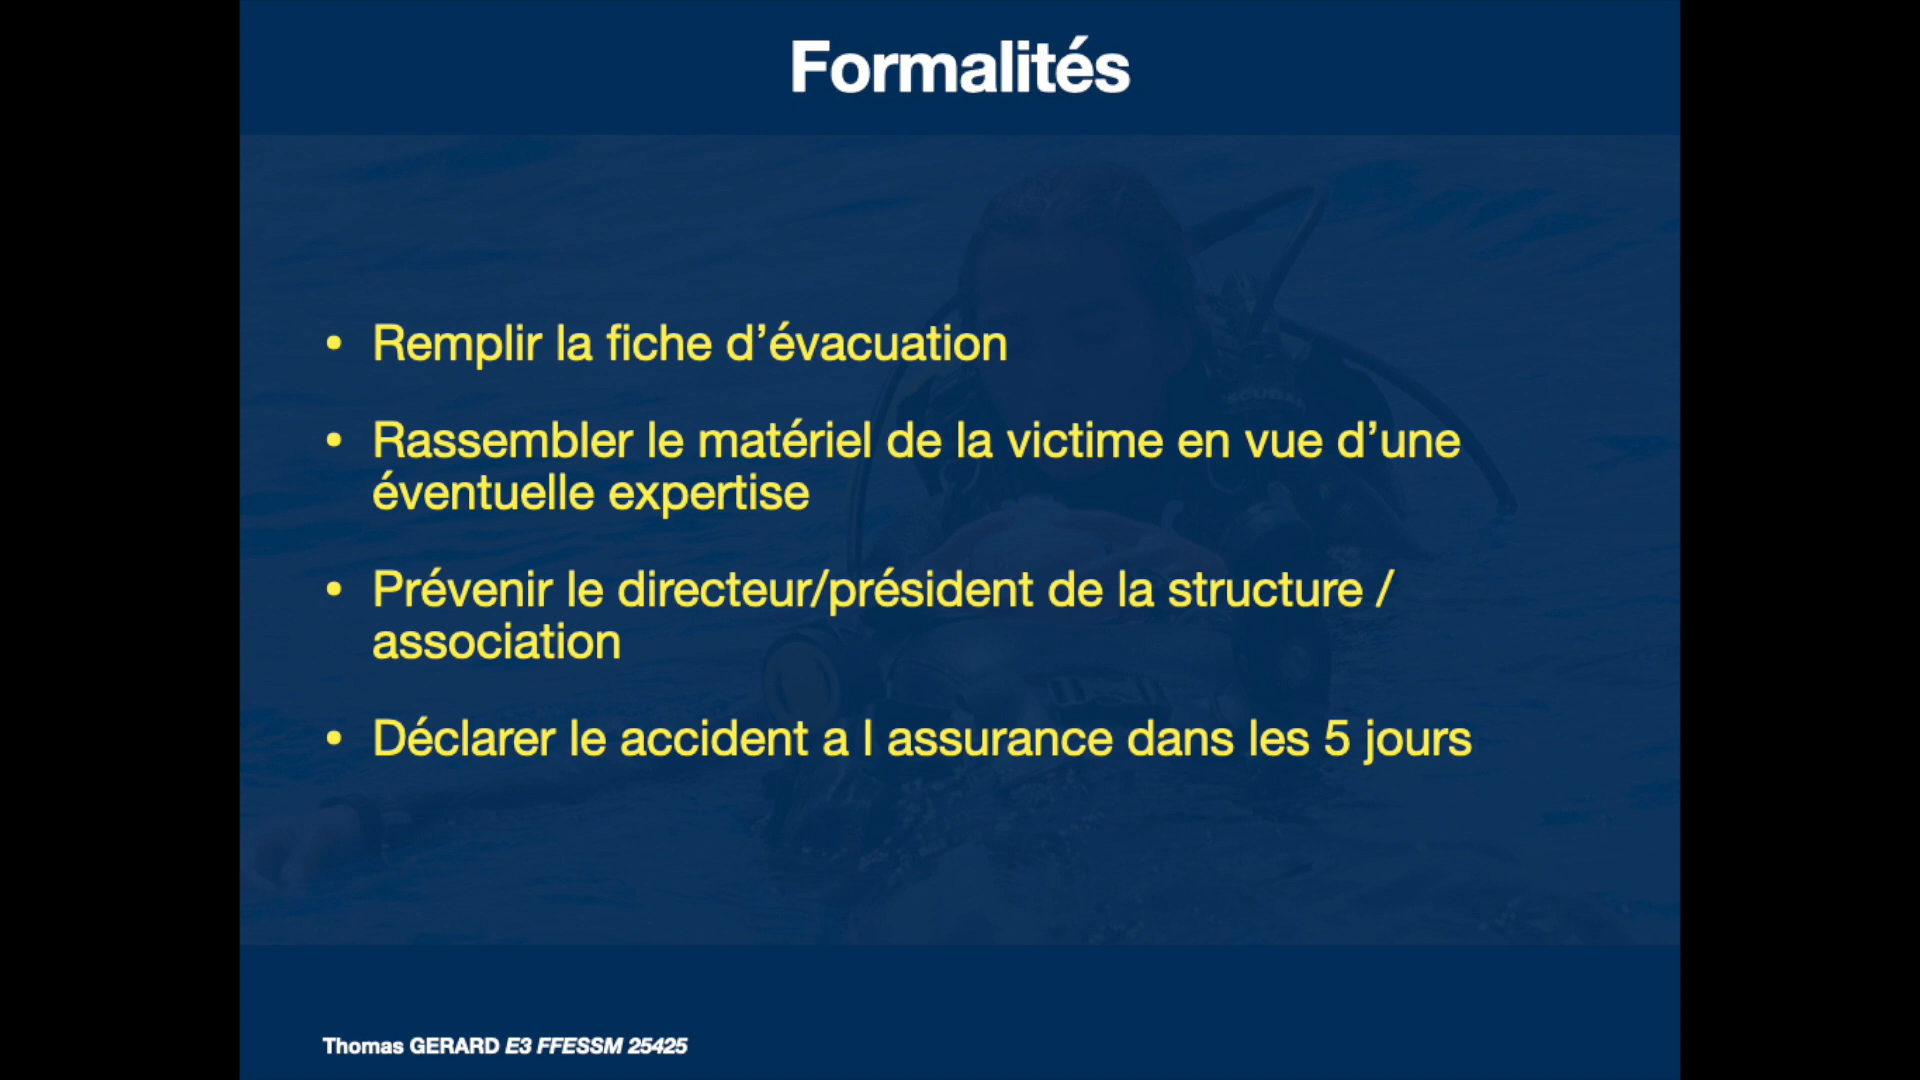 Formalités
• Remplir la fiche d’évacuation
• Rassembler le matériel de la victime en vue d’une
éventuelle expertise
• Prévenir le directeur/président de la structure /
association
• Déclarer le accident a l assurance dans les 5 jours
SCUBA
Thomas GERARD E3 FFESSM 25425